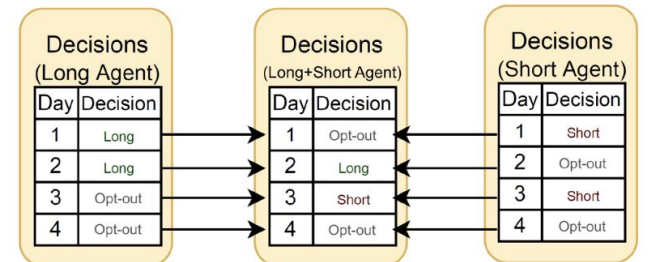 Decisions
(Long Agent)
Day Decision
1 Long
2 Long
3 Opt-out
4 Opt-out
Decisions
(Long+Short Agent)
Day Decision
1 Opt-out
2 Long
3 Short
4 Opt-out
Decisions
(Short Agent)
Day Decision
1 Short
2 Opt-out
3 Short
4 Opt-out